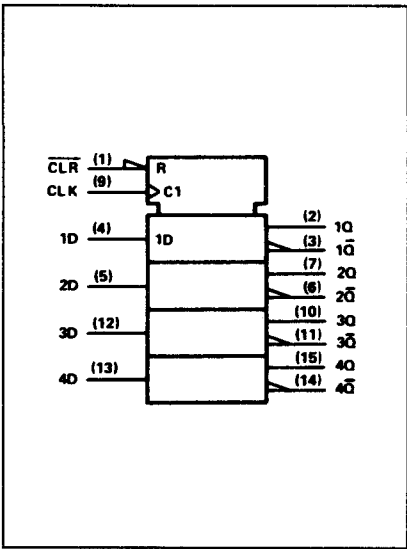 C̅L̅R̅ (1) R
CLK (9) C1
(2) 1Q
1D (4) 1D
(3) 1Q̅
(7) 2Q
2D (5)
(6) 2Q̅
(10) 3Q
3D (12)
(11) 3Q̅
(15) 4Q
4D (13)
(14) 4Q̅